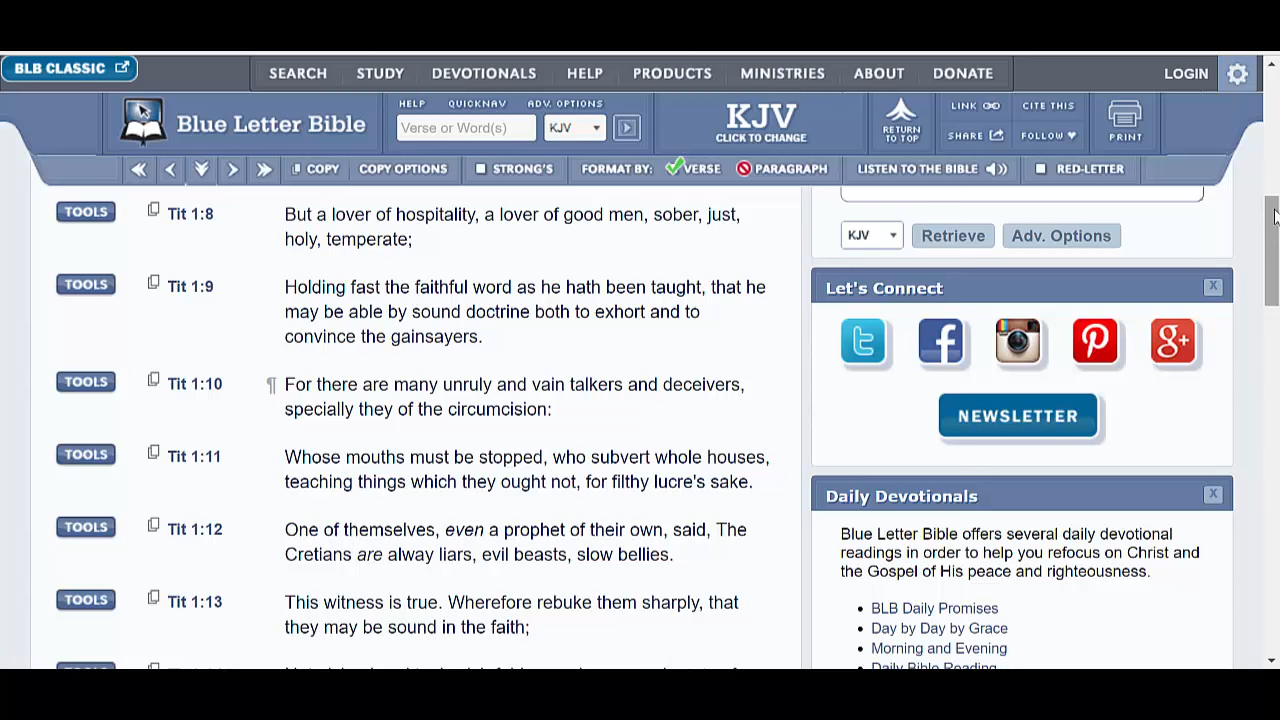 BLB CLASSIC
SEARCH STUDY DEVOTIONALS HELP PRODUCTS MINISTRIES ABOUT DONATE LOGIN
Blue Letter Bible
HELP QUICKNAV ADV. OPTIONS
Verse or Word(s) KJV
KJV
CLICK TO CHANGE
RETURN
TO TOP
LINK CITE THIS
SHARE FOLLOW
PRINT
COPY COPY OPTIONS STRONG'S FORMAT BY: VERSE PARAGRAPH LISTEN TO THE BIBLE RED-LETTER
TOOLS Tit 1:8 But a lover of hospitality, a lover of good men, sober, just,
holy, temperate;
TOOLS Tit 1:9 Holding fast the faithful word as he hath been taught, that he
may be able by sound doctrine both to exhort and to
convince the gainsayers.
TOOLS Tit 1:10 ¶ For there are many unruly and vain talkers and deceivers,
specially they of the circumcision:
TOOLS Tit 1:11 Whose mouths must be stopped, who subvert whole houses,
teaching things which they ought not, for filthy lucre's sake.
TOOLS Tit 1:12 One of themselves, even a prophet of their own, said, The
Cretians are alway liars, evil beasts, slow bellies.
TOOLS Tit 1:13 This witness is true. Wherefore rebuke them sharply, that
they may be sound in the faith;
KJV Retrieve Adv. Options
Let's Connect X
NEWSLETTER
Daily Devotionals X
Blue Letter Bible offers several daily devotional
readings in order to help you refocus on Christ and
the Gospel of His peace and righteousness.
• BLB Daily Promises
• Day by Day by Grace
• Morning and Evening
• Daily Bible Reading